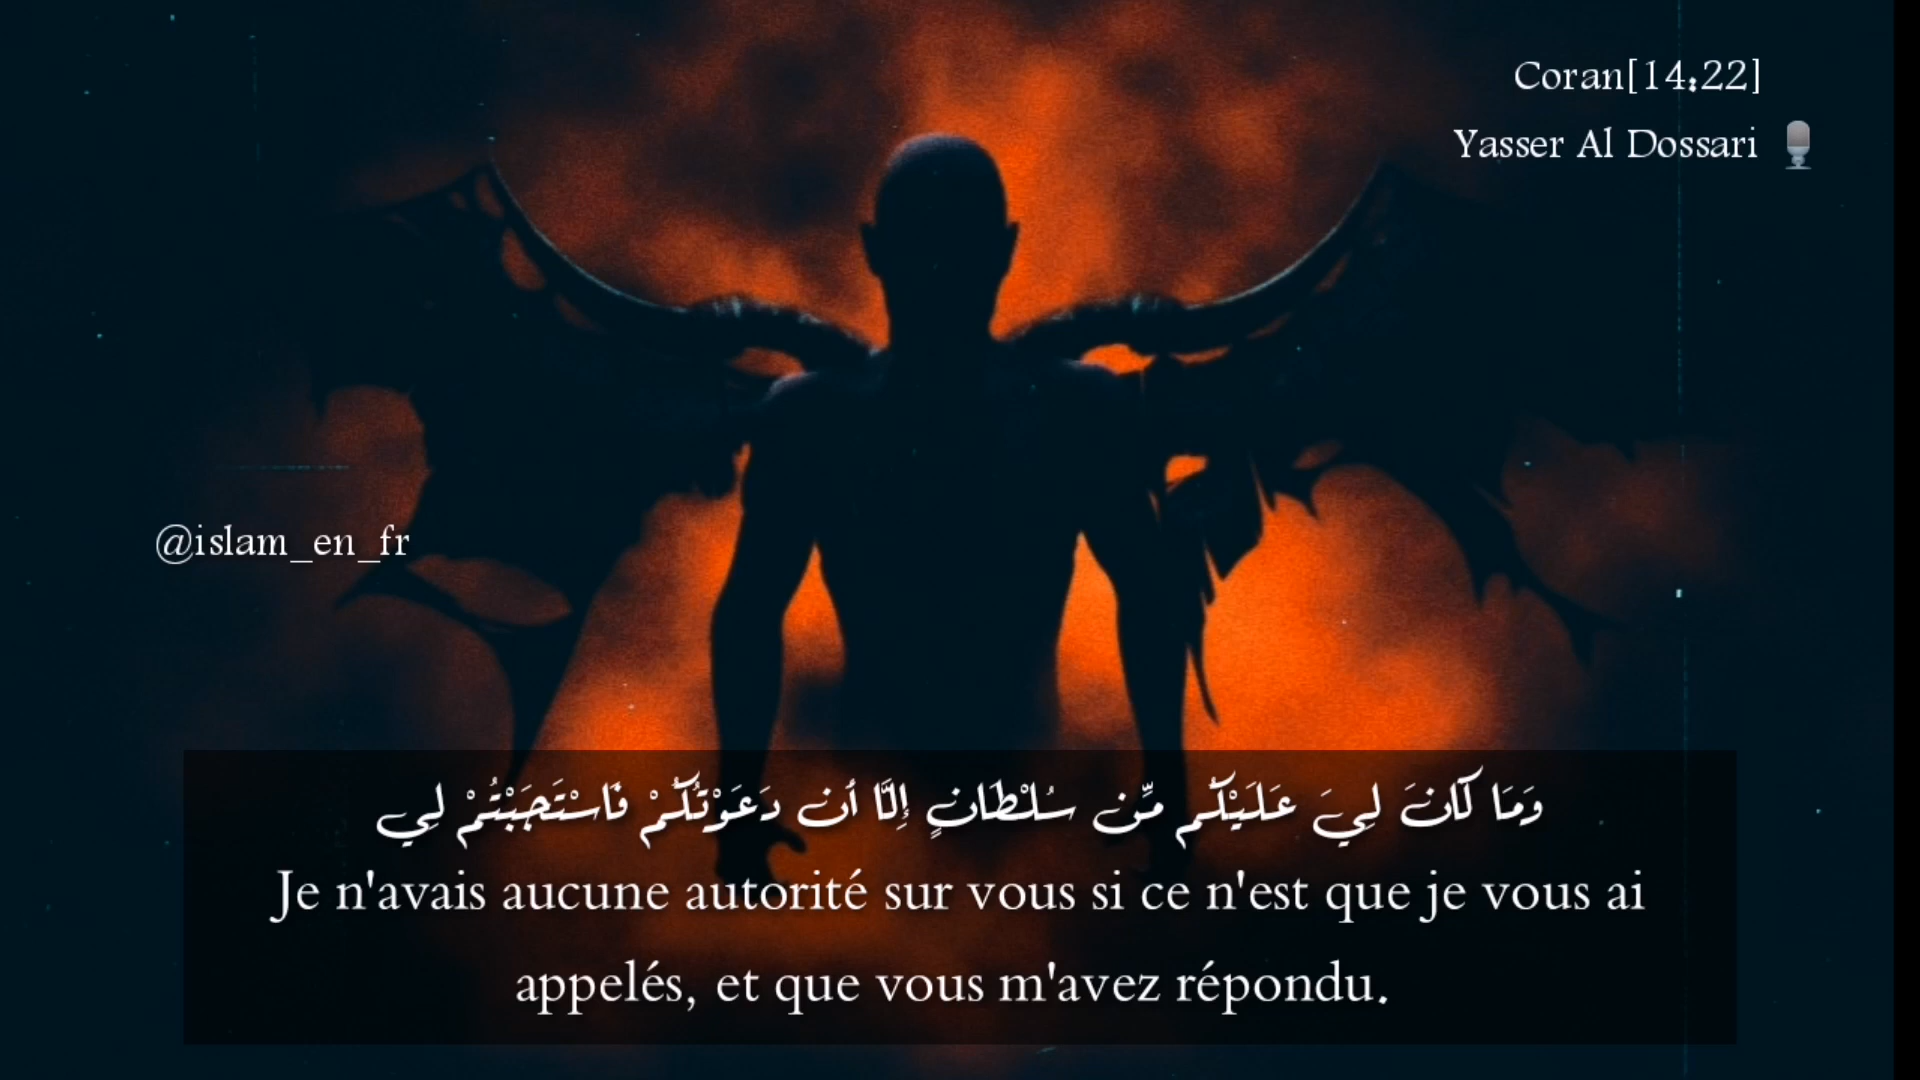 Coran[14:22]
Yasser Al Dossari
@islam_en_fr
وَمَا كَانَ لِيَ عَلَيْكُم مِّن سُلْطَانٍ إِلَّا أَن دَعَوْتُكُمْ فَاسْتَجَبْتُمْ لِي
Je n'avais aucune autorité sur vous si ce n'est que je vous ai
appelés, et que vous m'avez répondu.